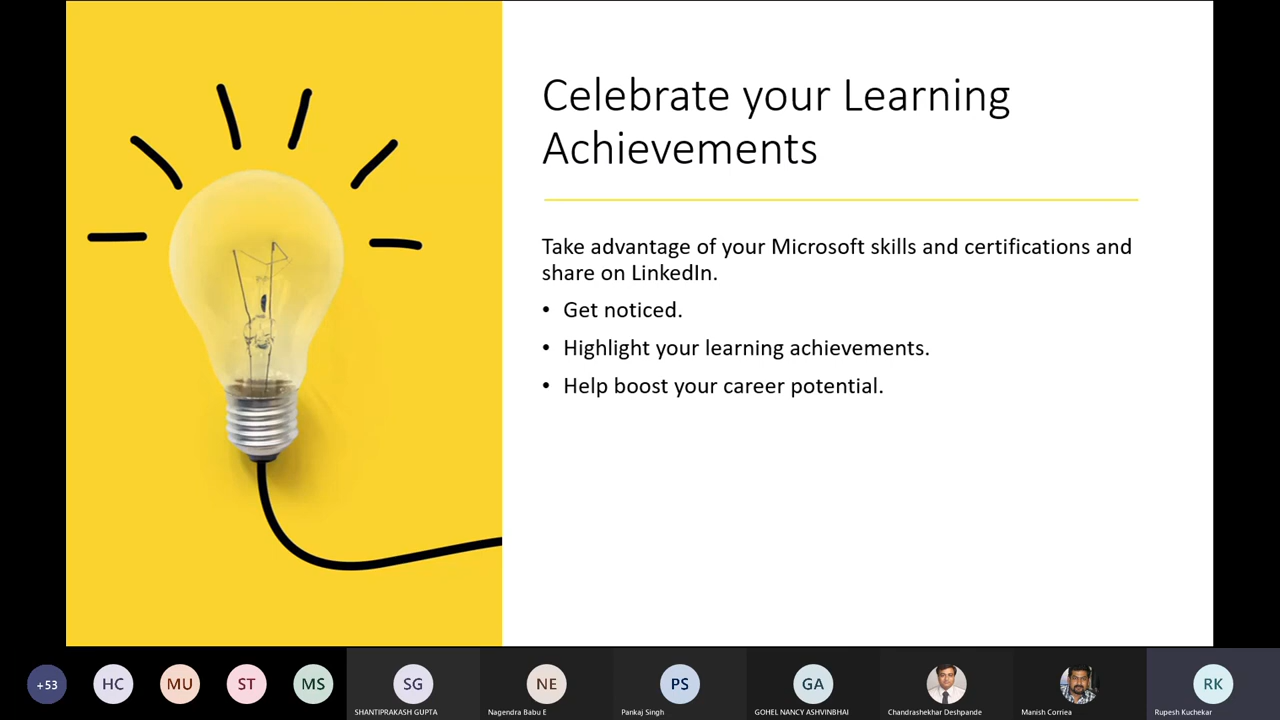 Celebrate your Learning
Achievements
Take advantage of your Microsoft skills and certifications and
share on LinkedIn.
• Get noticed.
• Highlight your learning achievements.
• Help boost your career potential.
+53
HC
MU
ST
MS
SG
NE
PS
GA
RK
SHANTIPRAKASH GUPTA
Nagendra Babu E
Pankaj Singh
GOHEL NANCY ASHVINBHAI
Chandrashekhar Deshpande
Manish Corriea
Rupesh Kuchekar